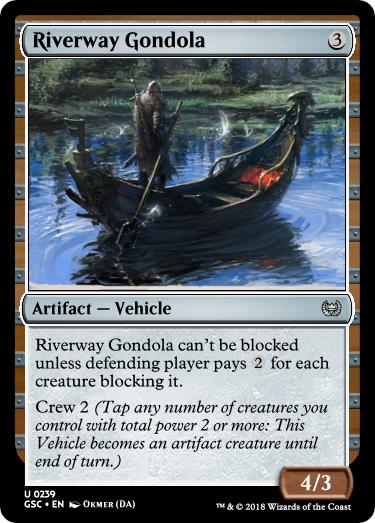 Riverway Gondola 3
Artifact — Vehicle
Riverway Gondola can't be blocked
unless defending player pays 2 for each
creature blocking it.
Crew 2 (Tap any number of creatures you
control with total power 2 or more: This
Vehicle becomes an artifact creature until
end of turn.)
4/3
U 0239
GSC • EN Okmer (DA)
™ & © 2018 Wizards of the Coast